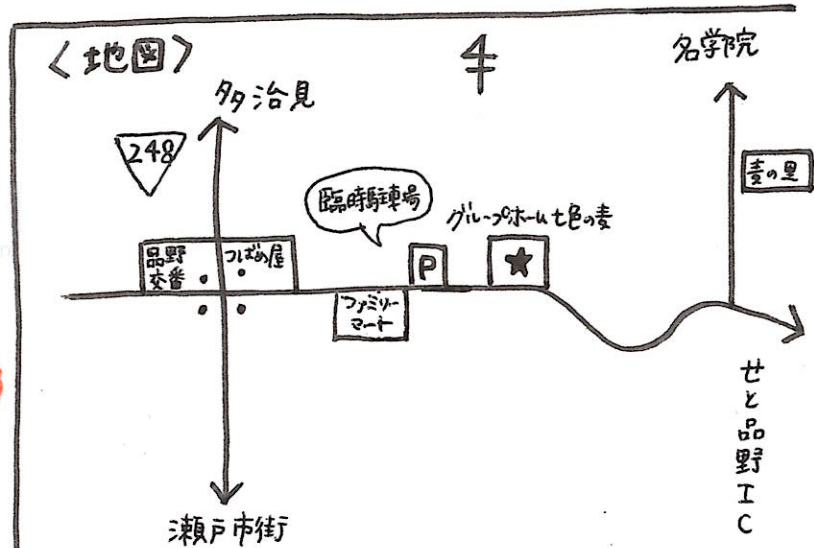 〈地図〉
名学院
多治見
248
麦の里
臨時駐車場
グループホーム七色の麦
品野
交番
つばめ屋
P
ファミリー
マート
せと品野IC
瀬戸市街